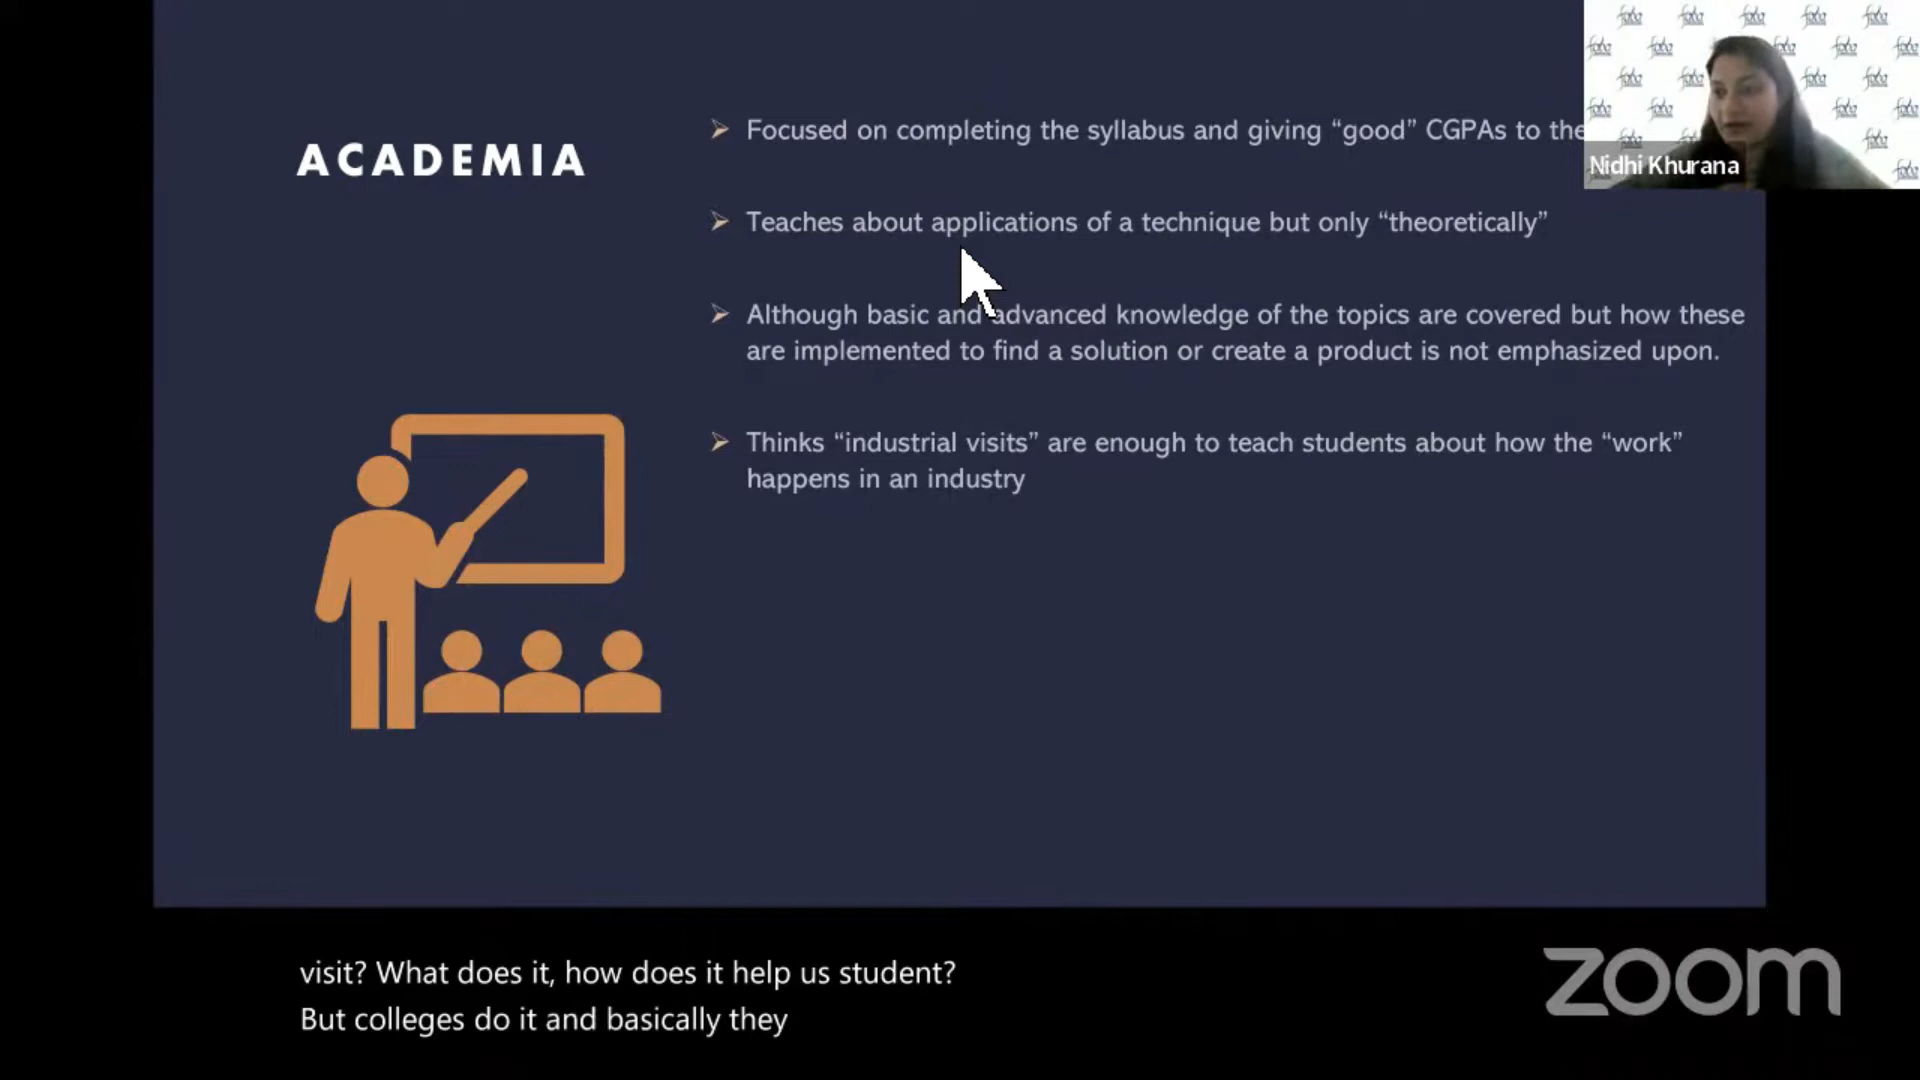 ACADEMIA
Focused on completing the syllabus and giving “good” CGPAs to the
Teaches about applications of a technique but only “theoretically”
Although basic and advanced knowledge of the topics are covered but how these
are implemented to find a solution or create a product is not emphasized upon.
Thinks “industrial visits” are enough to teach students about how the “work”
happens in an industry
Nidhi Khurana
visit? What does it, how does it help us student?
But colleges do it and basically they
zoom